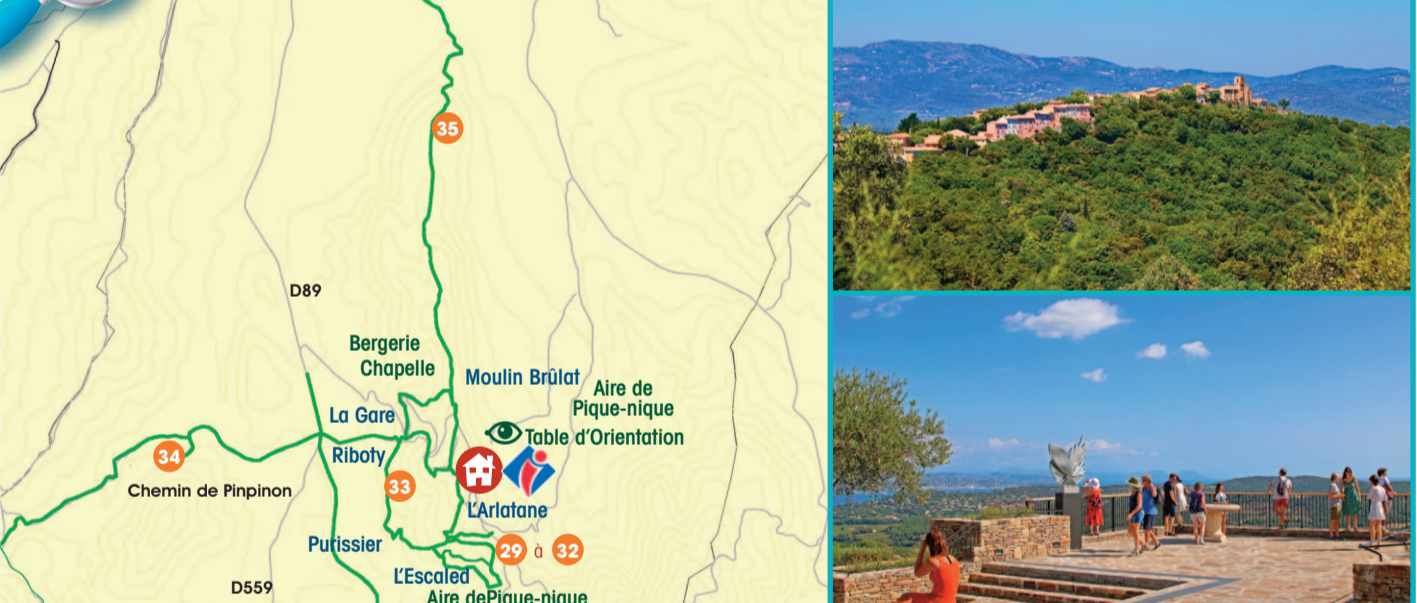 35
D89
Bergerie
Chapelle
Moulin Brûlat
Aire de
Pique-nique
La Gare
Table d'Orientation
Riboty
34
33
Chemin de Pinpinon
L'Arlatane
Purissier
29 à 32
L'Escaled
D559
Aire dePique-nique